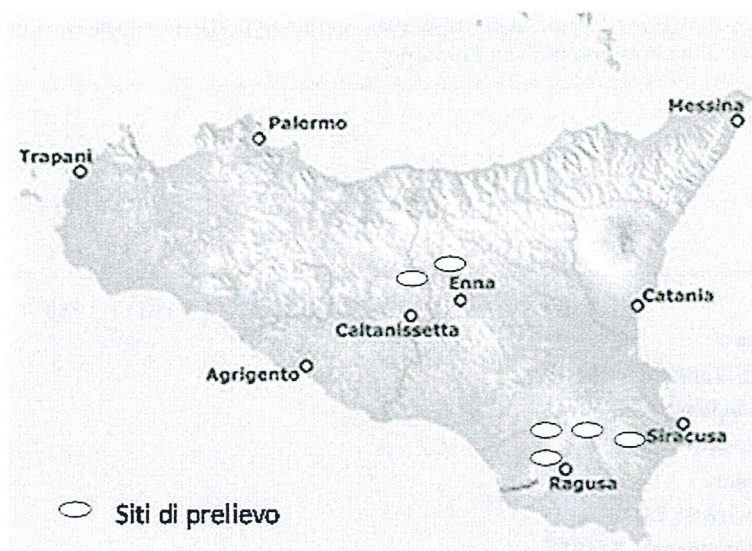 Messina
Palermo
Trapani
Enna
Catania
Caltanissetta
Agrigento
Siracusa
Ragusa
Siti di prelievo